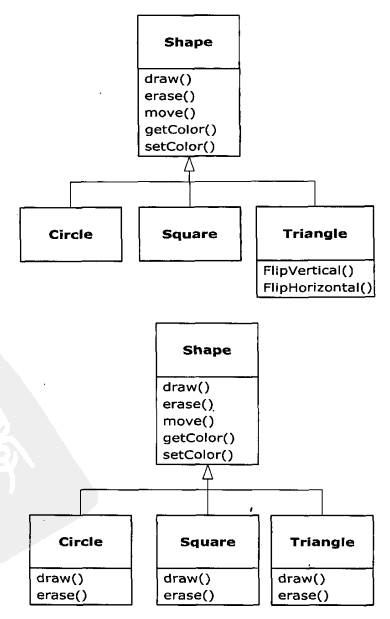 Shape
draw()
erase()
move()
getColor()
setColor()
Circle
Square
Triangle
FlipVertical()
FlipHorizontal()
Shape
draw()
erase()
move()
getColor()
setColor()
Circle
Square
Triangle
draw()
erase()
draw()
erase()
draw()
erase()